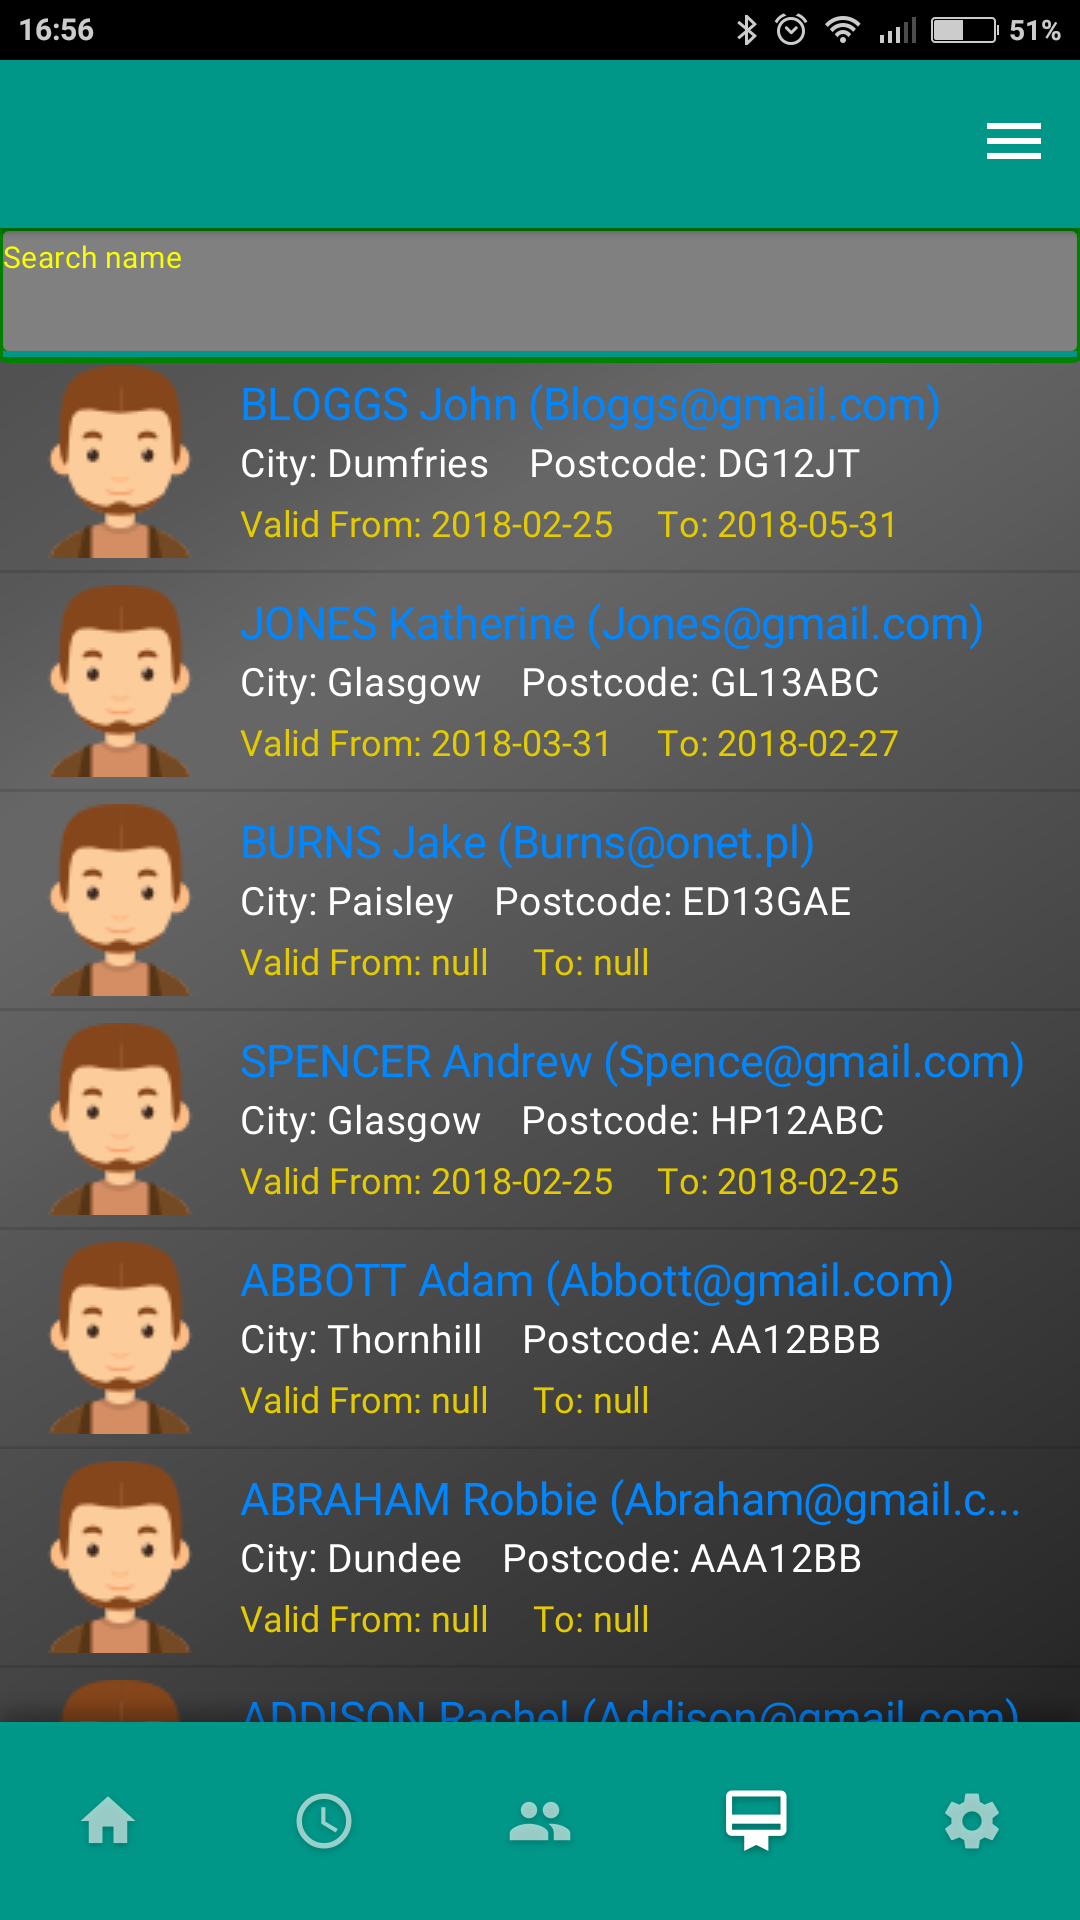 16:56
51%
Search name
BLOGGS John (Bloggs@gmail.com)
City: Dumfries Postcode: DG12JT
Valid From: 2018-02-25 To: 2018-05-31
JONES Katherine (Jones@gmail.com)
City: Glasgow Postcode: GL13ABC
Valid From: 2018-03-31 To: 2018-02-27
BURNS Jake (Burns@onet.pl)
City: Paisley Postcode: ED13GAE
Valid From: null To: null
SPENCER Andrew (Spence@gmail.com)
City: Glasgow Postcode: HP12ABC
Valid From: 2018-02-25 To: 2018-02-25
ABBOTT Adam (Abbott@gmail.com)
City: Thornhill Postcode: AA12BBB
Valid From: null To: null
ABRAHAM Robbie (Abraham@gmail.c...
City: Dundee Postcode: AAA12BB
Valid From: null To: null
ADDISON Rachel (Addison@gmail.com)